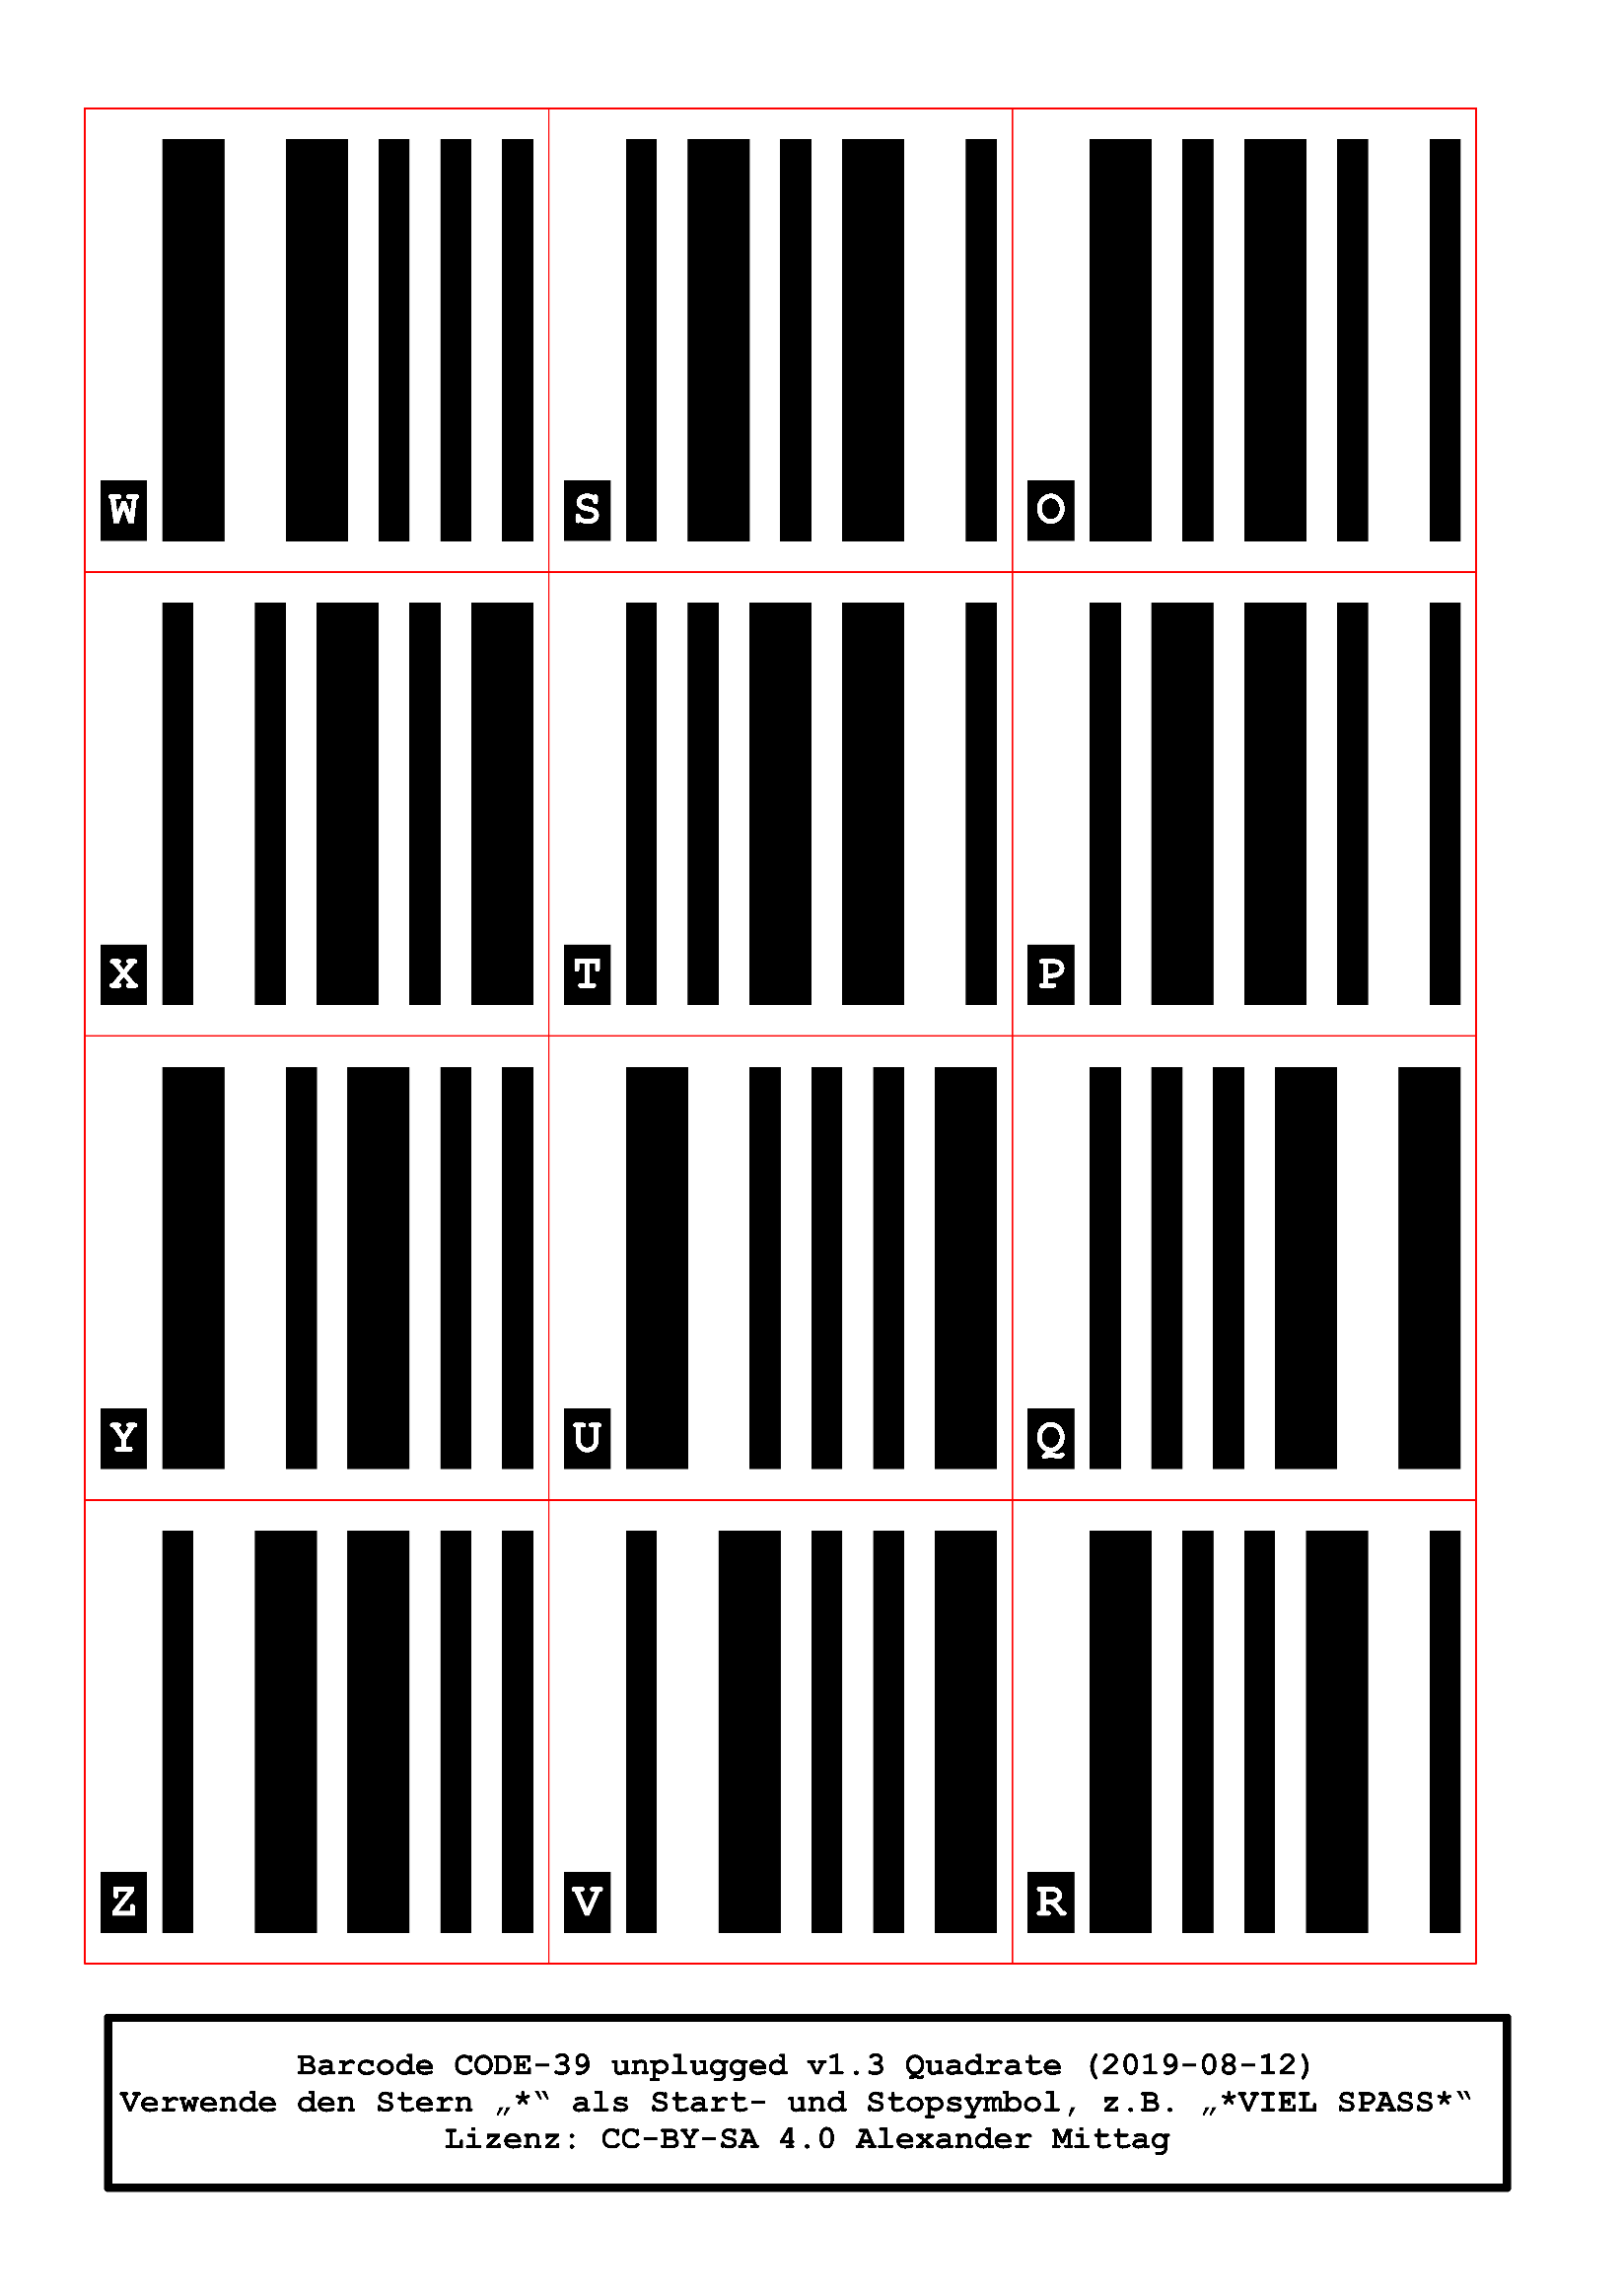 W
S
O
X
T
P
Y
U
Q
Z
V
R
Barcode CODE-39 unplugged v1.3 Quadrate (2019-08-12)
Verwende den Stern „*‟ als Start- und Stopsymbol, z.B. „*VIEL SPASS*‟
Lizenz: CC-BY-SA 4.0 Alexander Mittag